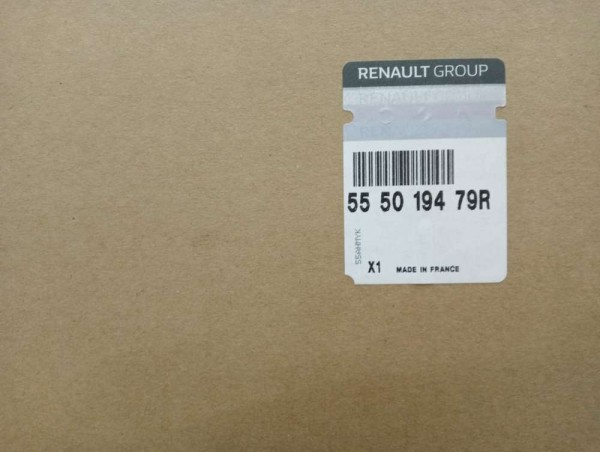 RENAULT GROUP
55 50 194 79R
X1 MADE IN FRANCE